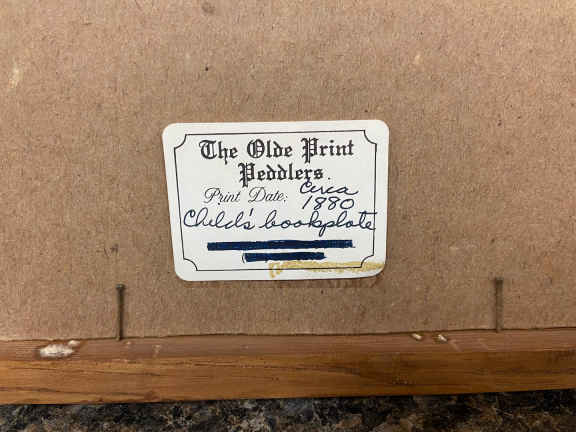 The Olde Print
Peddlers.
Print Date: Circa
1880
Child's bookplate